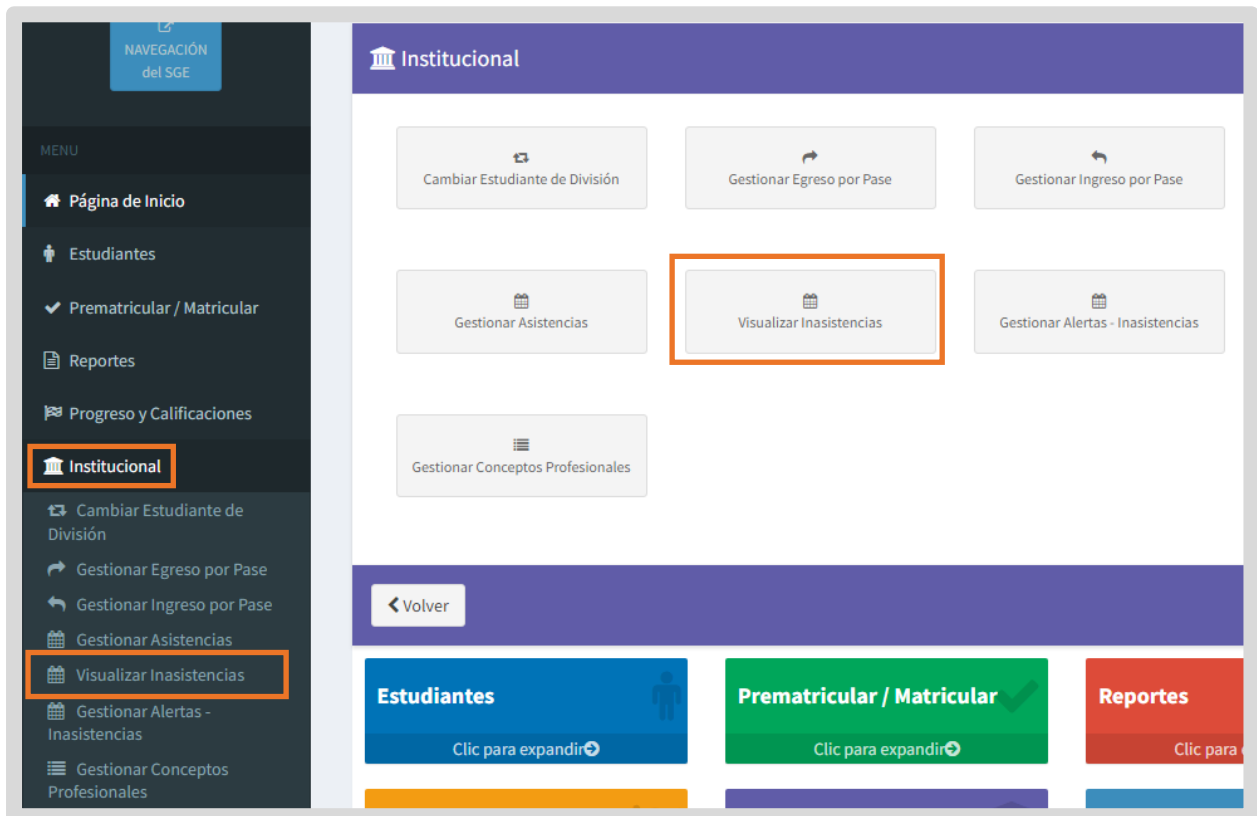 NAVEGACIÓN
del SGE
MENU
Página de Inicio
Estudiantes
Prematricular / Matricular
Reportes
Progreso y Calificaciones
Institucional
Cambiar Estudiante de
División
Gestionar Egreso por Pase
Gestionar Ingreso por Pase
Gestionar Asistencias
Visualizar Inasistencias
Gestionar Alertas -
Inasistencias
Gestionar Conceptos
Profesionales
Institucional
Cambiar Estudiante de División
Gestionar Egreso por Pase
Gestionar Ingreso por Pase
Gestionar Asistencias
Visualizar Inasistencias
Gestionar Alertas - Inasistencias
Gestionar Conceptos Profesionales
Volver
Estudiantes
Clic para expandir
Prematricular / Matricular
Clic para expandir
Reportes
Clic para